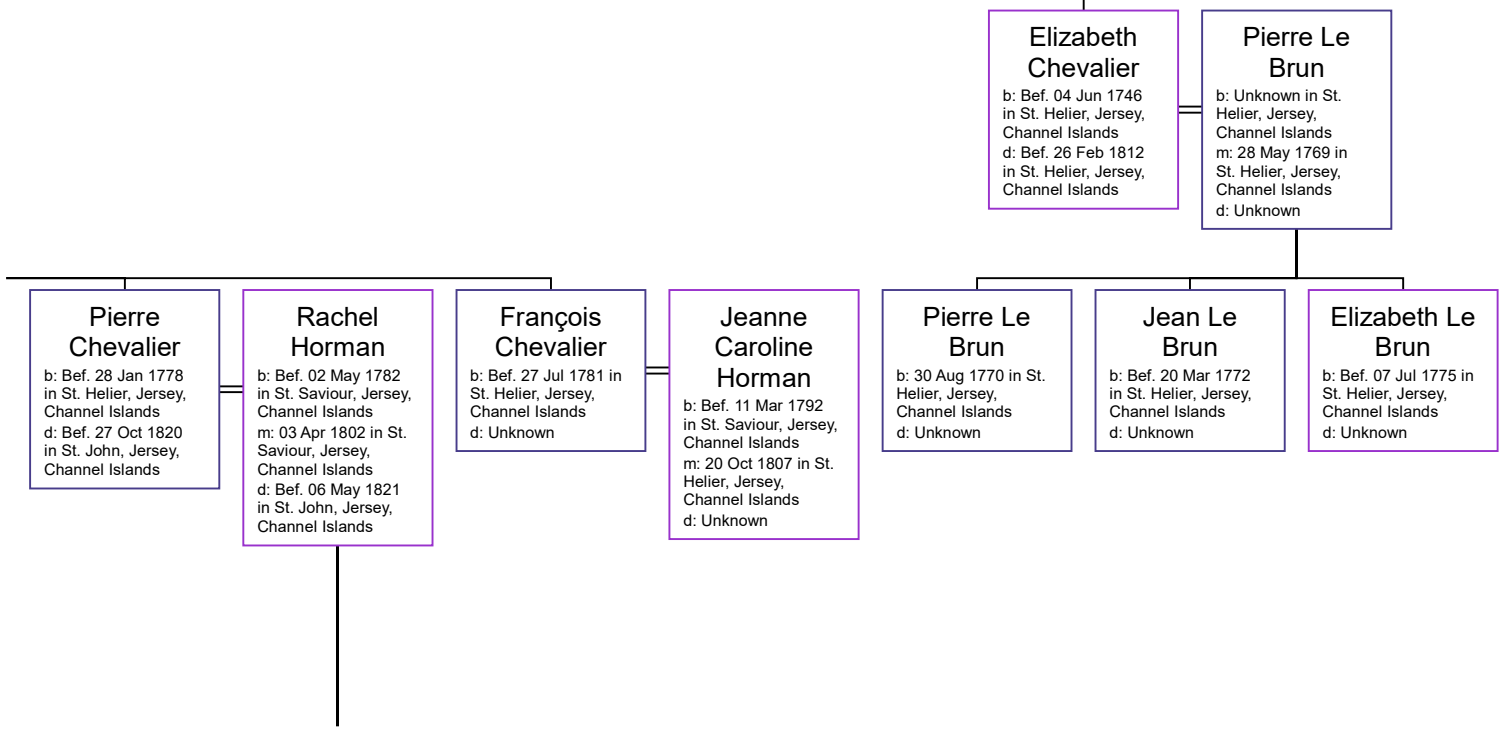 Elizabeth
Chevalier
b: Bef. 04 Jun 1746
in St. Helier, Jersey,
Channel Islands
d: Bef. 26 Feb 1812
in St. Helier, Jersey,
Channel Islands
Pierre Le
Brun
b: Unknown in St.
Helier, Jersey,
Channel Islands
m: 28 May 1769 in
St. Helier, Jersey,
Channel Islands
d: Unknown
Pierre
Chevalier
b: Bef. 28 Jan 1778
in St. Helier, Jersey,
Channel Islands
d: Bef. 27 Oct 1820
in St. John, Jersey,
Channel Islands
Rachel
Horman
b: Bef. 02 May 1782
in St. Saviour, Jersey,
Channel Islands
m: 03 Apr 1802 in St.
Saviour, Jersey,
Channel Islands
d: Bef. 06 May 1821
in St. John, Jersey,
Channel Islands
François
Chevalier
b: Bef. 27 Jul 1781 in
St. Helier, Jersey,
Channel Islands
d: Unknown
Jeanne
Caroline
Horman
b: Bef. 11 Mar 1792
in St. Saviour, Jersey,
Channel Islands
m: 20 Oct 1807 in St.
Helier, Jersey,
Channel Islands
d: Unknown
Pierre Le
Brun
b: 30 Aug 1770 in St.
Helier, Jersey,
Channel Islands
d: Unknown
Jean Le
Brun
b: Bef. 20 Mar 1772
in St. Helier, Jersey,
Channel Islands
d: Unknown
Elizabeth Le
Brun
b: Bef. 07 Jul 1775 in
St. Helier, Jersey,
Channel Islands
d: Unknown